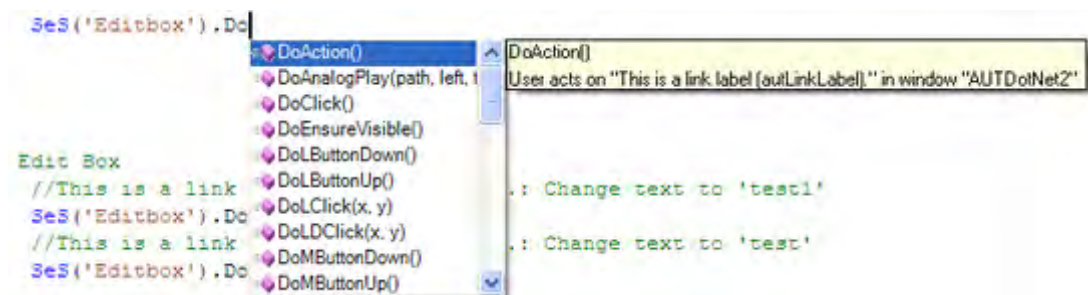 SeS('Editbox').Do
DoAction()
DoAnalogPlay(path, left, t
DoClick()
DoEnsureVisible()
DoLButtonDown()
DoLButtonUp()
DoLClick(x, y)
DoLDClick(x, y)
DoMButtonDown()
DoMButtonUp()
DoAction()
User acts on "This is a link label (autLinkLabel)." in window "AUTDotNet2"
Edit Box
//This is a link .: Change text to 'test1'
SeS('Editbox').Do
//This is a link .: Change text to 'test'
SeS('Editbox').Do